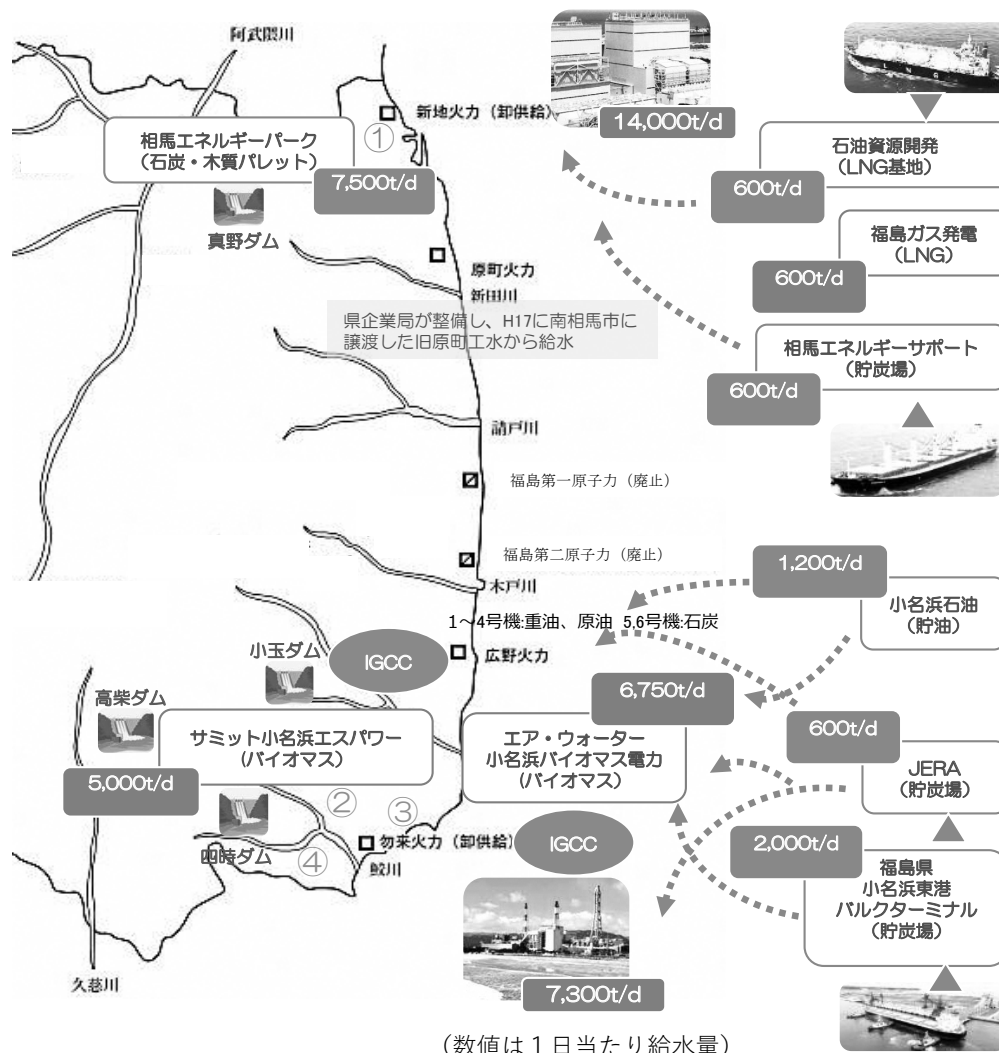 阿武隈川
新地火力（卸供給）
①
相馬エネルギーパーク
（石炭・木質パレット）
7,500t/d
真野ダム
14,000t/d
LNG
石油資源開発
（LNG基地）
600t/d
福島ガス発電
（LNG）
600t/d
原町火力
新田川
県企業局が整備し、H17に南相馬市に
譲渡した旧原町工水から給水
相馬エネルギーサポート
（貯炭場）
600t/d
請戸川
福島第一原子力（廃止）
福島第二原子力（廃止）
木戸川
1～4号機:重油、原油 5,6号機:石炭
1,200t/d
小名浜石油
（貯油）
小玉ダム
IGCC
広野火力
高柴ダム
6,750t/d
サミット小名浜エスパワー
（バイオマス）
5,000t/d
エア・ウォーター
小名浜バイオマス電力
（バイオマス）
600t/d
JERA
（貯炭場）
②
③
四時ダム
④
勿来火力（卸供給）
鮫川
IGCC
2,000t/d
福島県
小名浜東港
バルクターミナル
（貯炭場）
久慈川
7,300t/d
（数値は１日当たり給水量）